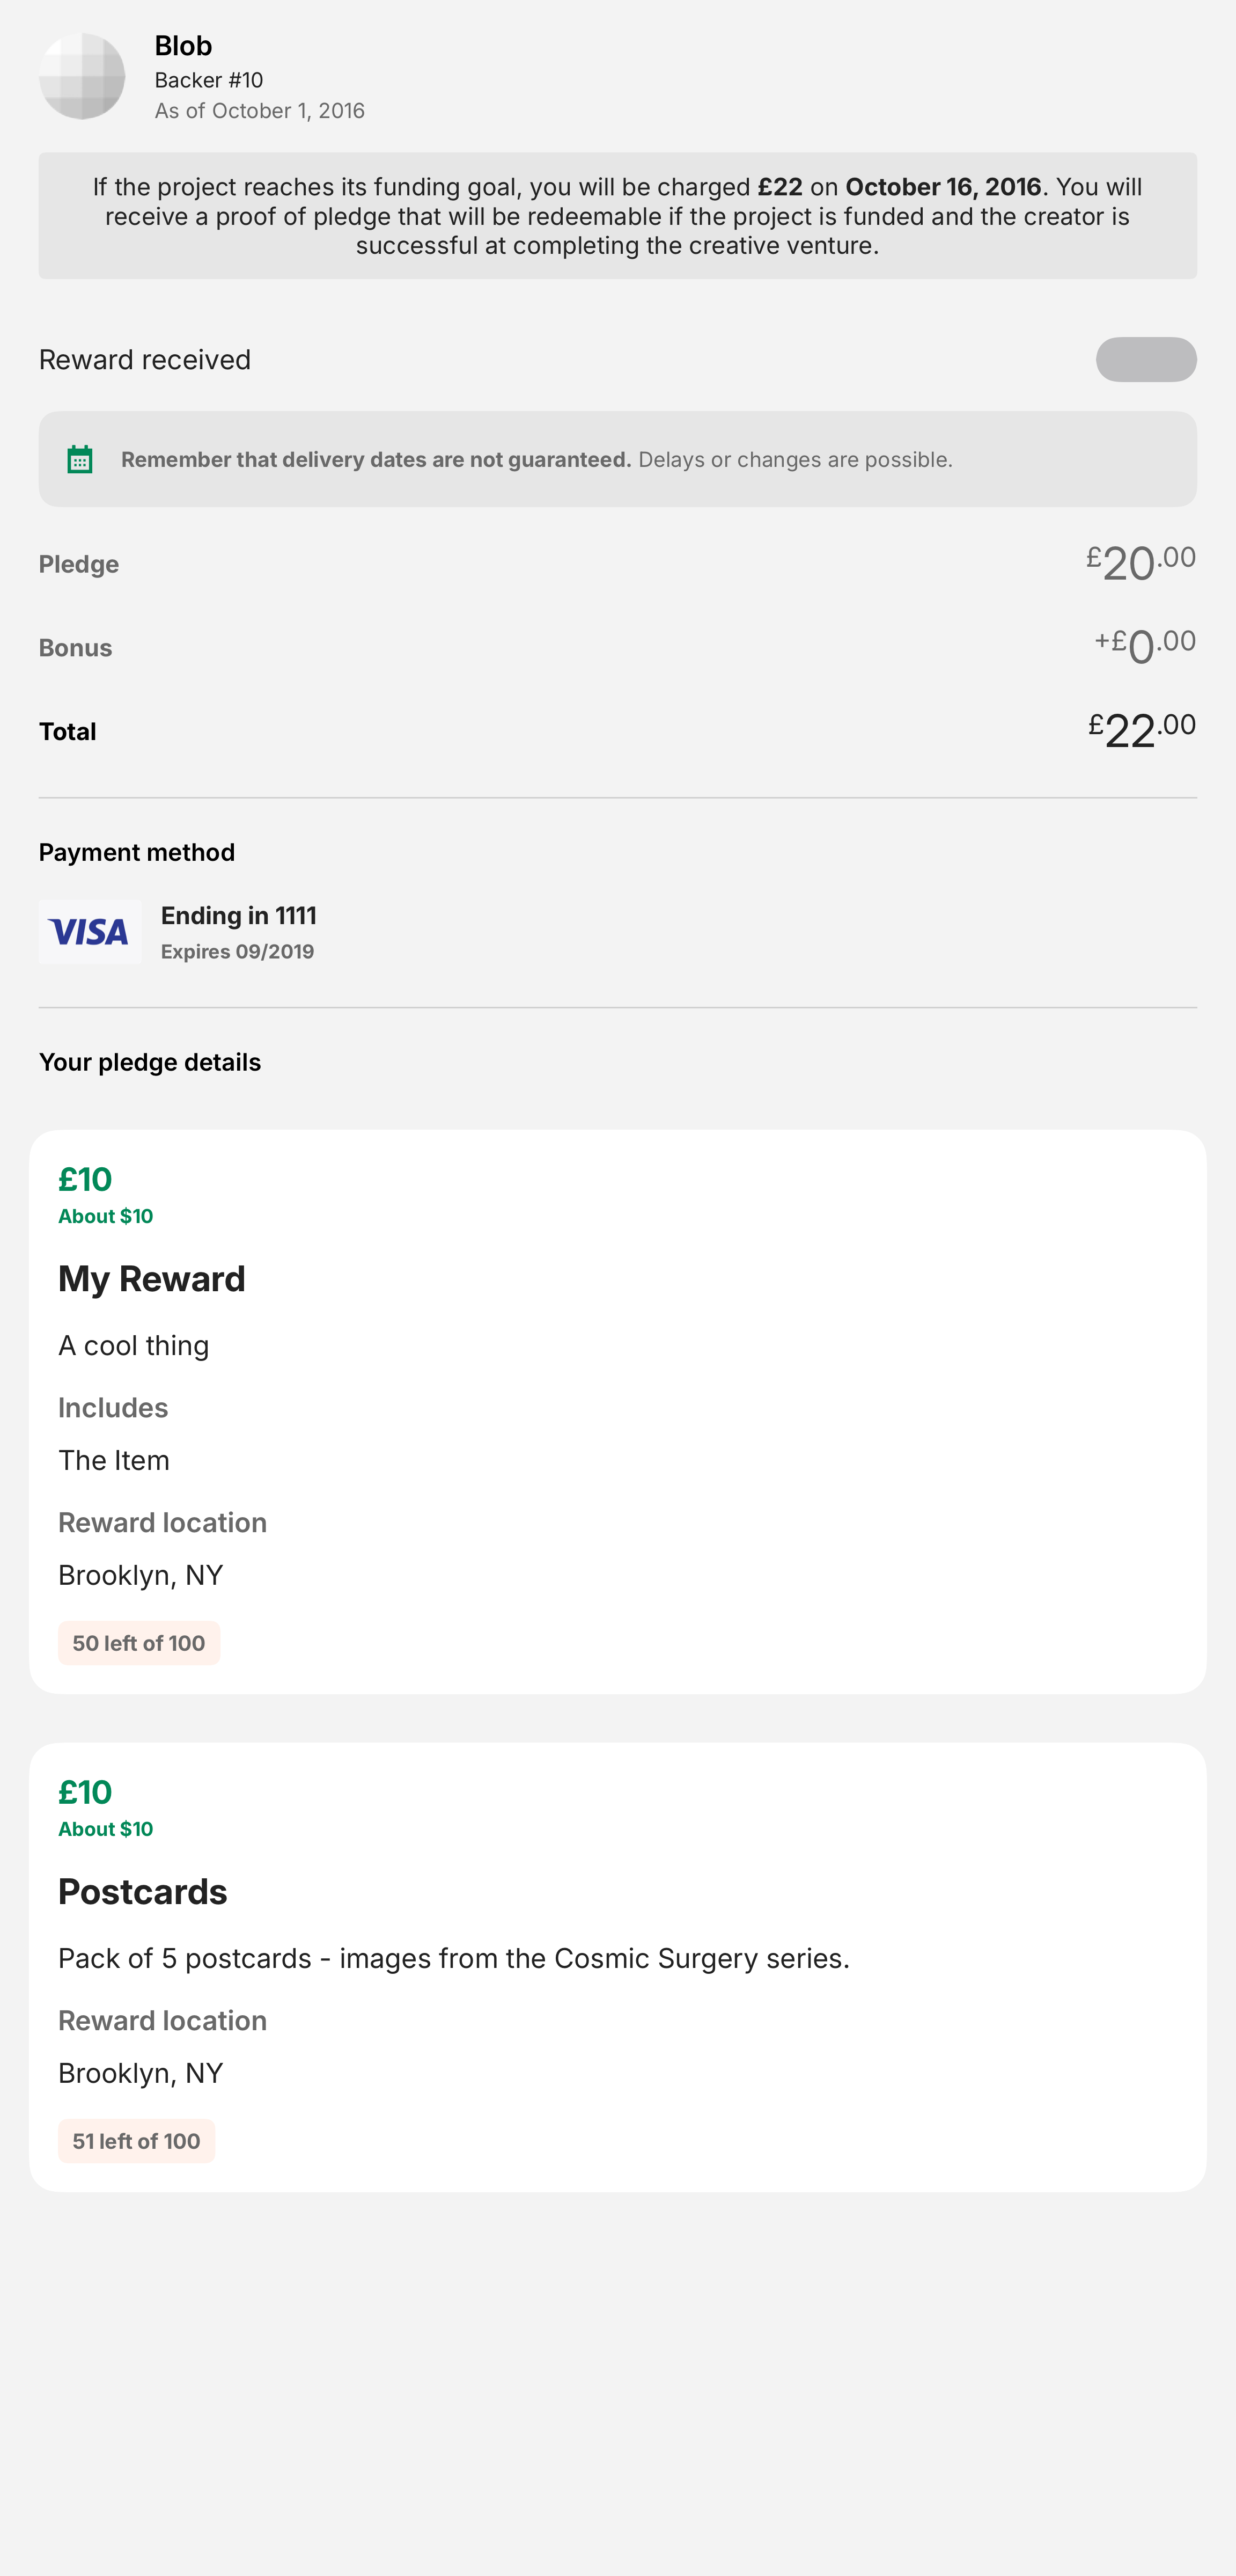 Blob
Backer #10
As of October 1, 2016
If the project reaches its funding goal, you will be charged £22 on October 16, 2016. You will
receive a proof of pledge that will be redeemable if the project is funded and the creator is
successful at completing the creative venture.
Reward received
Remember that delivery dates are not guaranteed. Delays or changes are possible.
Pledge £20.00
Bonus +£0.00
Total £22.00
Payment method
VISA
Ending in 1111
Expires 09/2019
Your pledge details
£10
About $10
My Reward
A cool thing
Includes
The Item
Reward location
Brooklyn, NY
50 left of 100
£10
About $10
Postcards
Pack of 5 postcards - images from the Cosmic Surgery series.
Reward location
Brooklyn, NY
51 left of 100